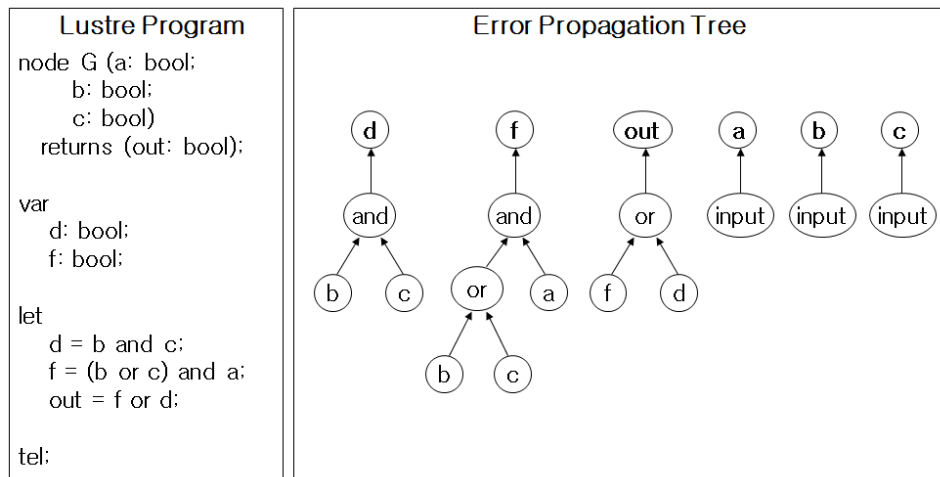 Lustre Program
node G (a: bool;
b: bool;
c: bool)
returns (out: bool);
var
d: bool;
f: bool;
let
d = b and c;
f = (b or c) and a;
out = f or d;
tel;
Error Propagation Tree
d f out a b c
and and or input input input
b c or a f d
b c